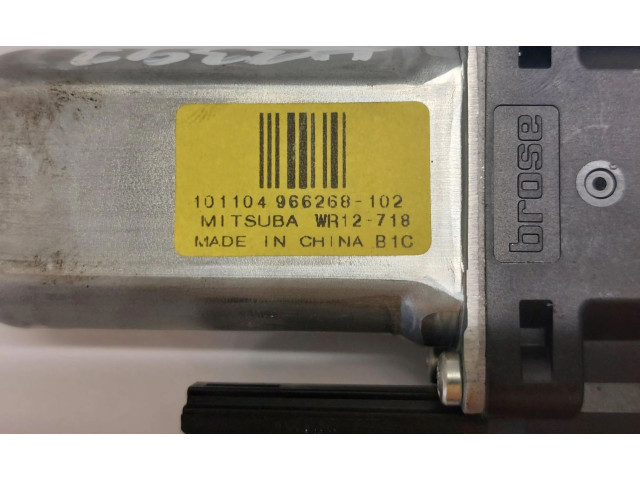 101104 966268-102
MITSUBA WR12-718
MADE IN CHINA B1C
brose